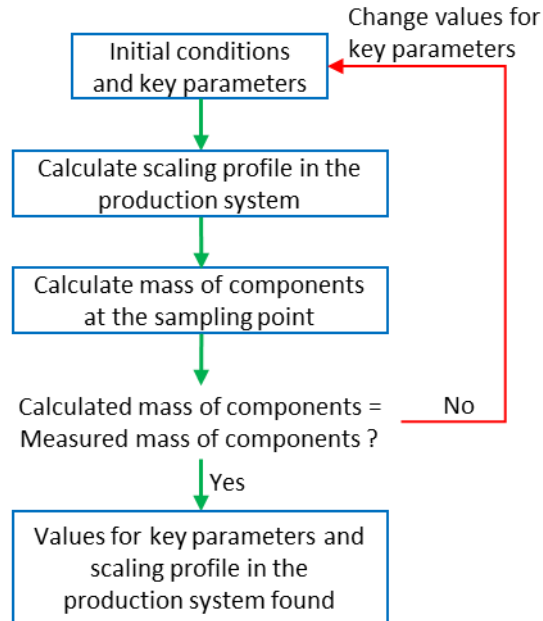 Change values for
key parameters
Initial conditions
and key parameters
Calculate scaling profile in the
production system
Calculate mass of components
at the sampling point
Calculated mass of components =
Measured mass of components ?
No
Yes
Values for key parameters and
scaling profile in the
production system found